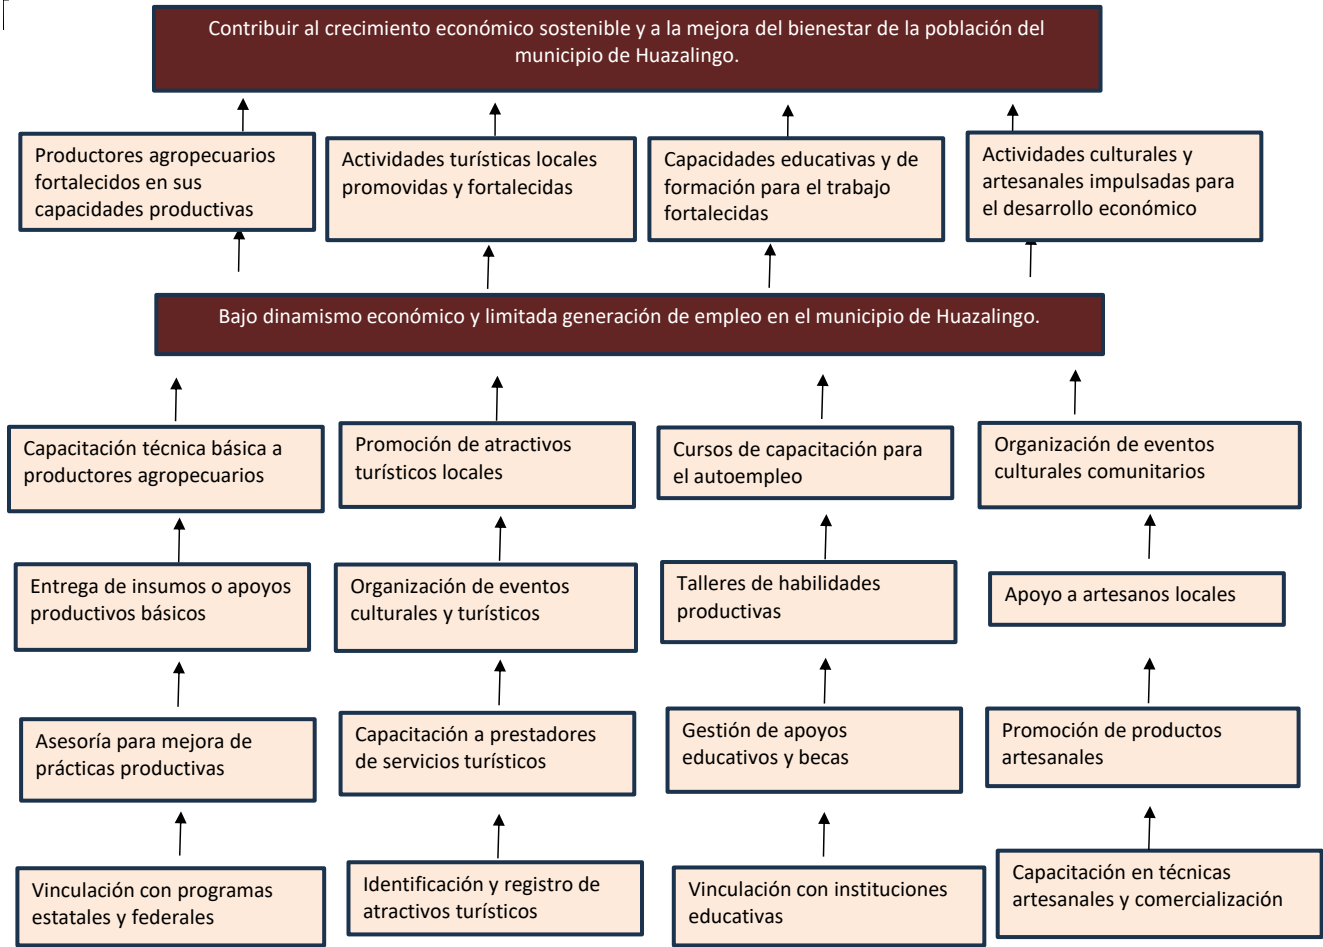 Contribuir al crecimiento económico sostenible y a la mejora del bienestar de la población del
municipio de Huazalingo.
Productores agropecuarios
fortalecidos en sus
capacidades productivas
Actividades turísticas locales
promovidas y fortalecidas
Capacidades educativas y de
formación para el trabajo
fortalecidas
Actividades culturales y
artesanales impulsadas para
el desarrollo económico
Bajo dinamismo económico y limitada generación de empleo en el municipio de Huazalingo.
Capacitación técnica básica a
productores agropecuarios
Promoción de atractivos
turísticos locales
Cursos de capacitación para
el autoempleo
Organización de eventos
culturales comunitarios
Entrega de insumos o apoyos
productivos básicos
Organización de eventos
culturales y turísticos
Talleres de habilidades
productivas
Apoyo a artesanos locales
Asesoría para mejora de
prácticas productivas
Capacitación a prestadores
de servicios turísticos
Gestión de apoyos
educativos y becas
Promoción de productos
artesanales
Vinculación con programas
estatales y federales
Identificación y registro de
atractivos turísticos
Vinculación con instituciones
educativas
Capacitación en técnicas
artesanales y comercialización